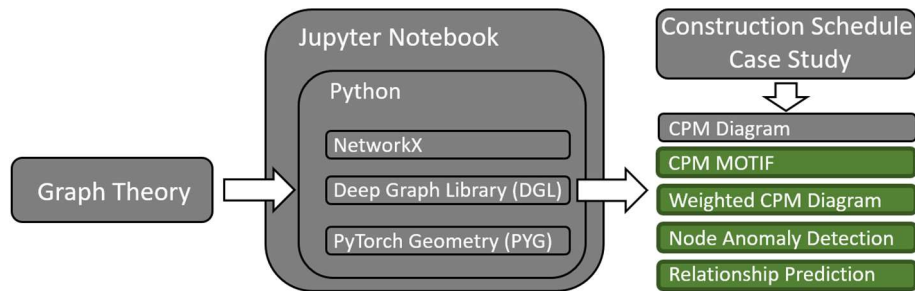 Graph Theory
Jupyter Notebook
Python
NetworkX
Deep Graph Library (DGL)
PyTorch Geometry (PYG)
Construction Schedule
Case Study
CPM Diagram
CPM MOTIF
Weighted CPM Diagram
Node Anomaly Detection
Relationship Prediction